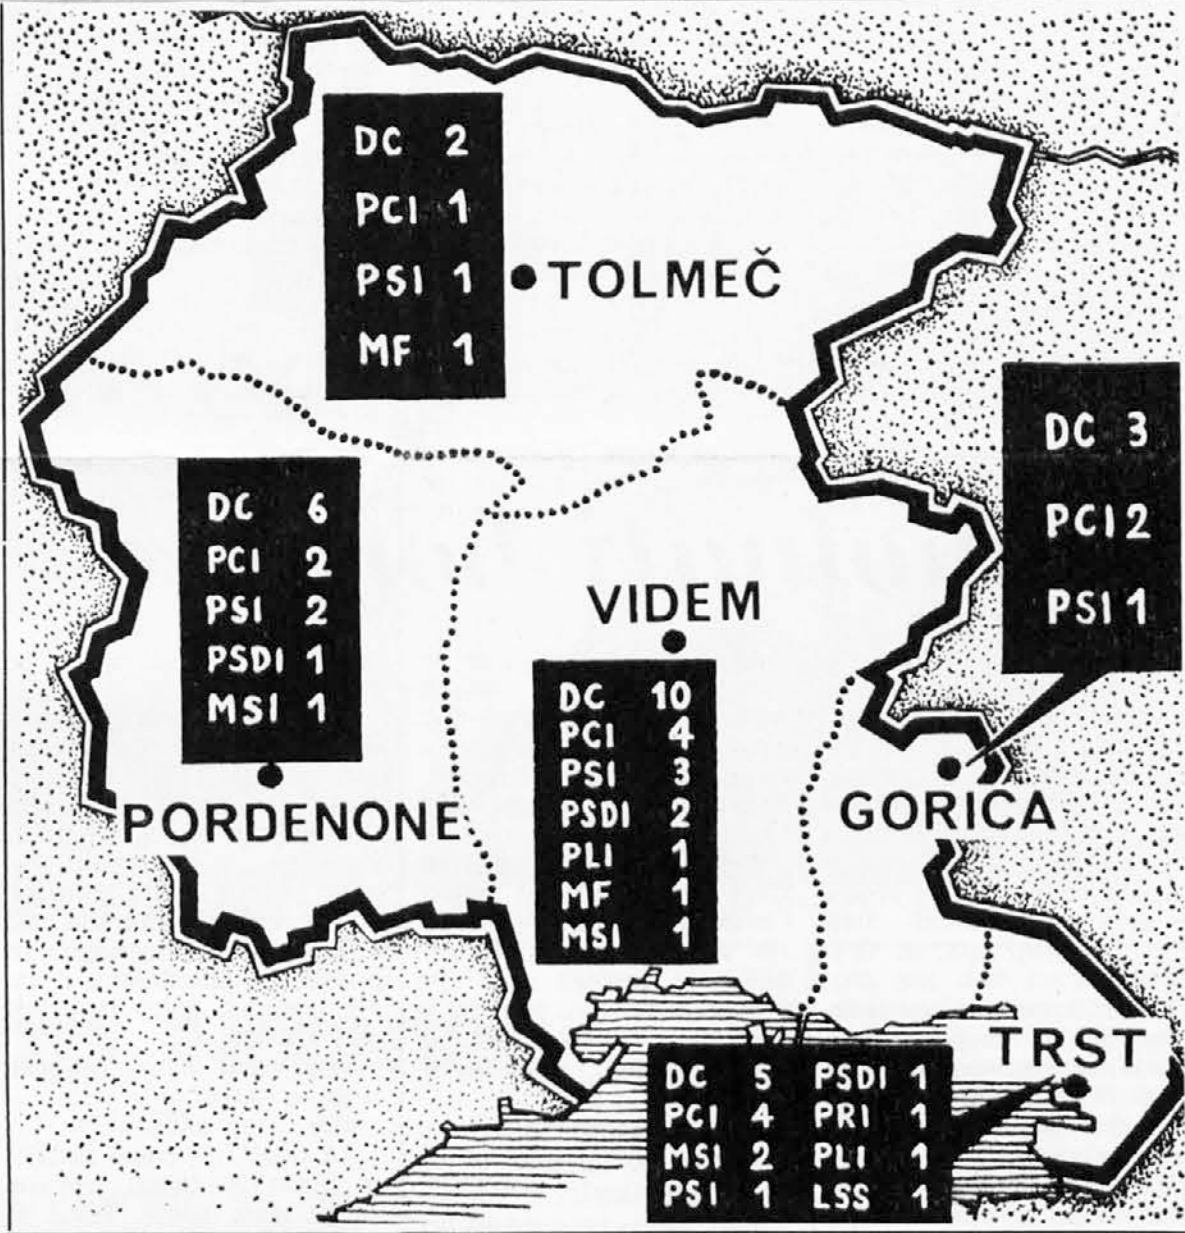 DC 2
PCI 1
PSI 1
MF 1
TOLMEČ
DC 3
PCI 2
PSI 1
DC 6
PCI 2
PSI 2
PSDI 1
MSI 1
VIDEM
DC 10
PCI 4
PSI 3
PSDI 2
PLI 1
MF 1
MSI 1
PORDENONE
GORICA
TRST
DC 5 PSDI 1
PCI 4 PRI 1
MSI 2 PLI 1
PSI 1 LSS 1